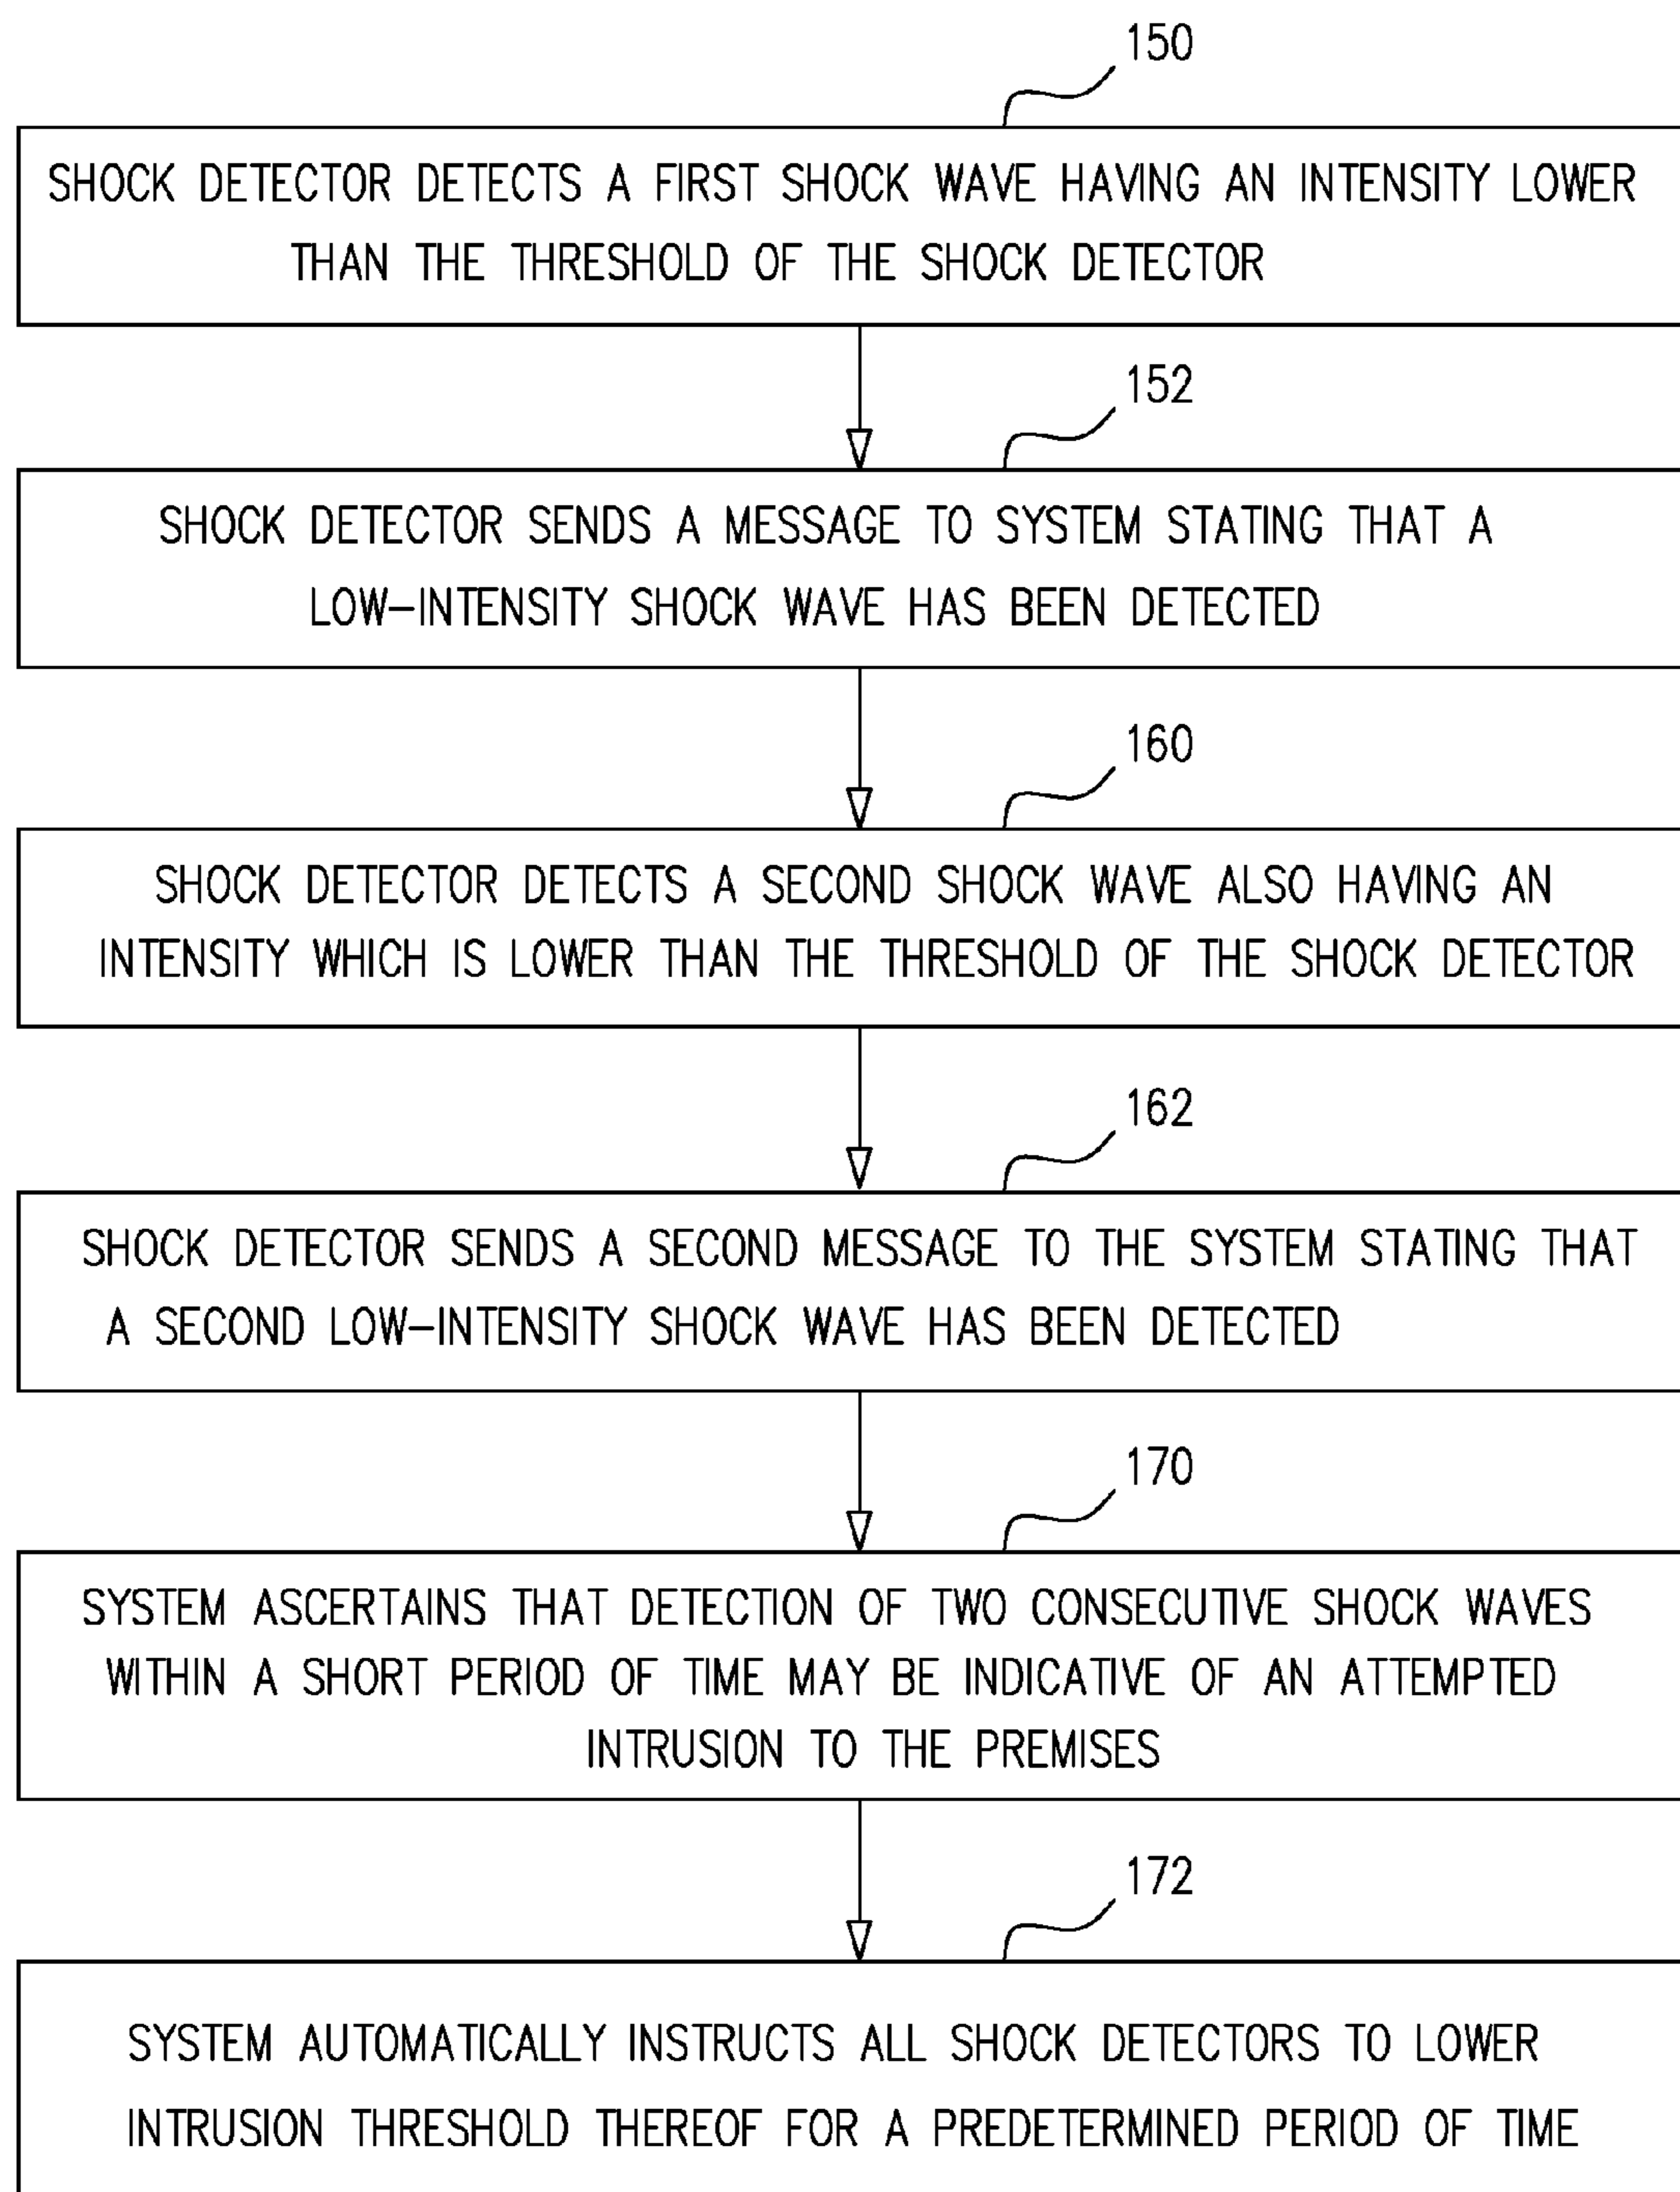 150
SHOCK DETECTOR DETECTS A FIRST SHOCK WAVE HAVING AN INTENSITY LOWER
THAN THE THRESHOLD OF THE SHOCK DETECTOR
152
SHOCK DETECTOR SENDS A MESSAGE TO SYSTEM STATING THAT A
LOW-INTENSITY SHOCK WAVE HAS BEEN DETECTED
160
SHOCK DETECTOR DETECTS A SECOND SHOCK WAVE ALSO HAVING AN
INTENSITY WHICH IS LOWER THAN THE THRESHOLD OF THE SHOCK DETECTOR
162
SHOCK DETECTOR SENDS A SECOND MESSAGE TO THE SYSTEM STATING THAT
A SECOND LOW-INTENSITY SHOCK WAVE HAS BEEN DETECTED
170
SYSTEM ASCERTAINS THAT DETECTION OF TWO CONSECUTIVE SHOCK WAVES
WITHIN A SHORT PERIOD OF TIME MAY BE INDICATIVE OF AN ATTEMPTED
INTRUSION TO THE PREMISES
172
SYSTEM AUTOMATICALLY INSTRUCTS ALL SHOCK DETECTORS TO LOWER
INTRUSION THRESHOLD THEREOF FOR A PREDETERMINED PERIOD OF TIME